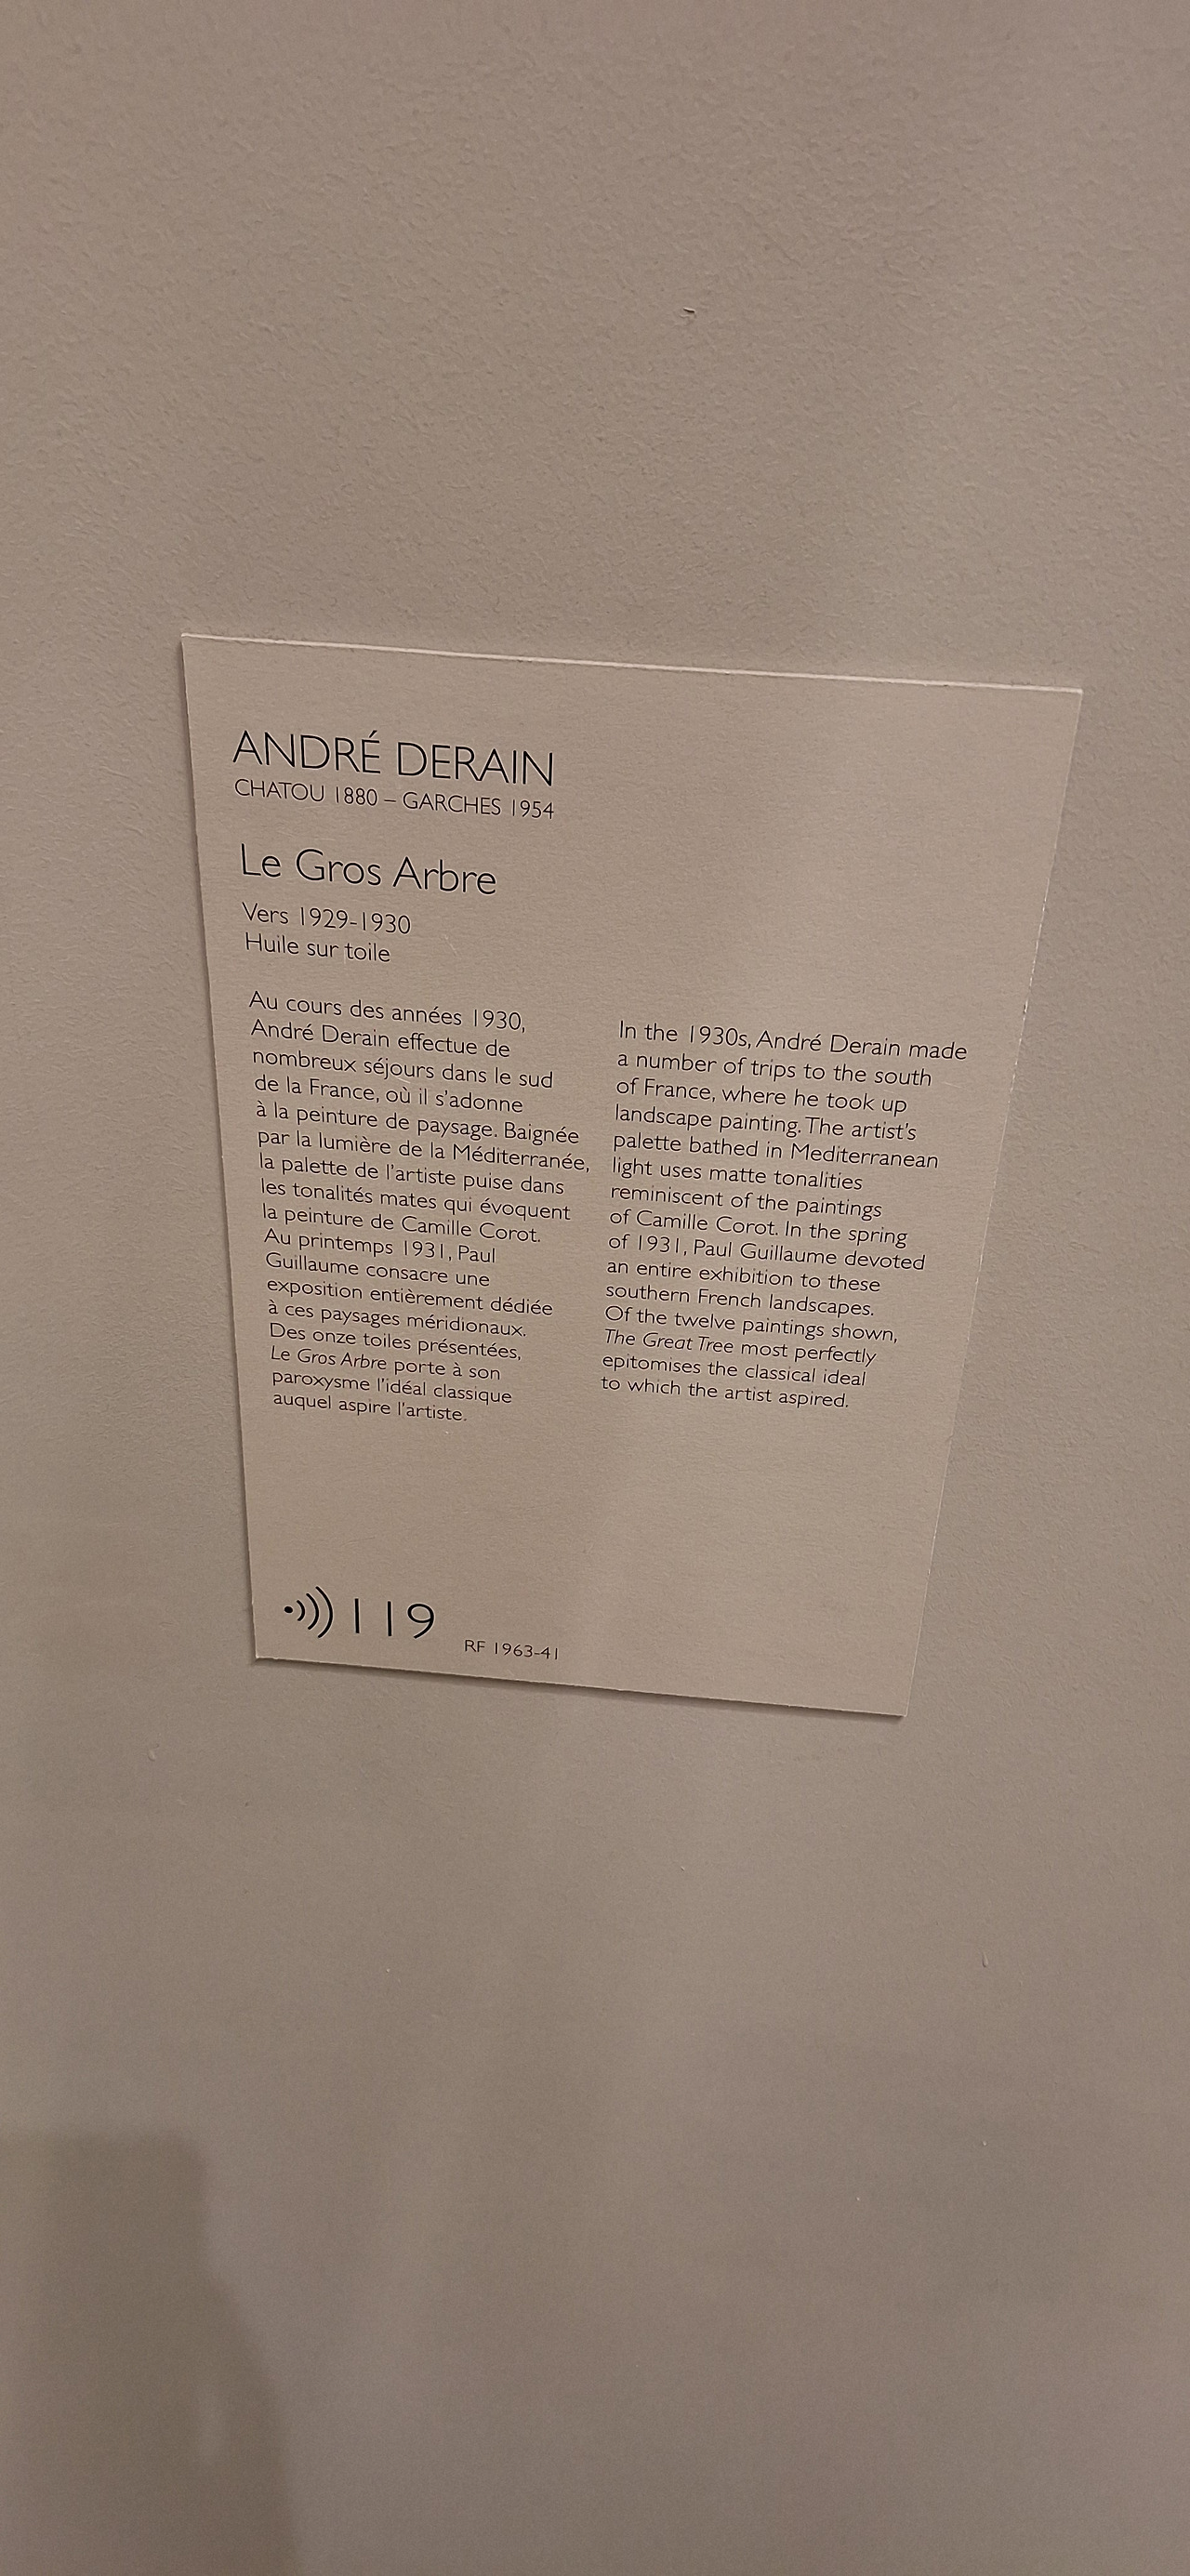 ANDRÉ DERAIN
CHATOU 1880 – GARCHES 1954
Le Gros Arbre
Vers 1929-1930
Huile sur toile
Au cours des années 1930,
André Derain effectue de
nombreux séjours dans le sud
de la France, où il s'adonne
à la peinture de paysage. Baignée
par la lumière de la Méditerranée,
la palette de l'artiste puise dans
les tonalités mates qui évoquent
la peinture de Camille Corot.
Au printemps 1931, Paul
Guillaume consacre une
exposition entièrement dédiée
à ces paysages méridionaux.
Des onze toiles présentées,
Le Gros Arbre porte à son
paroxysme l'idéal classique
auquel aspire l'artiste.
In the 1930s, André Derain made
a number of trips to the south
of France, where he took up
landscape painting. The artist's
palette bathed in Mediterranean
light uses matte tonalities
reminiscent of the paintings
of Camille Corot. In the spring
of 1931, Paul Guillaume devoted
an entire exhibition to these
southern French landscapes.
Of the twelve paintings shown,
The Great Tree most perfectly
epitomises the classical ideal
to which the artist aspired.
119
RF 1963-41